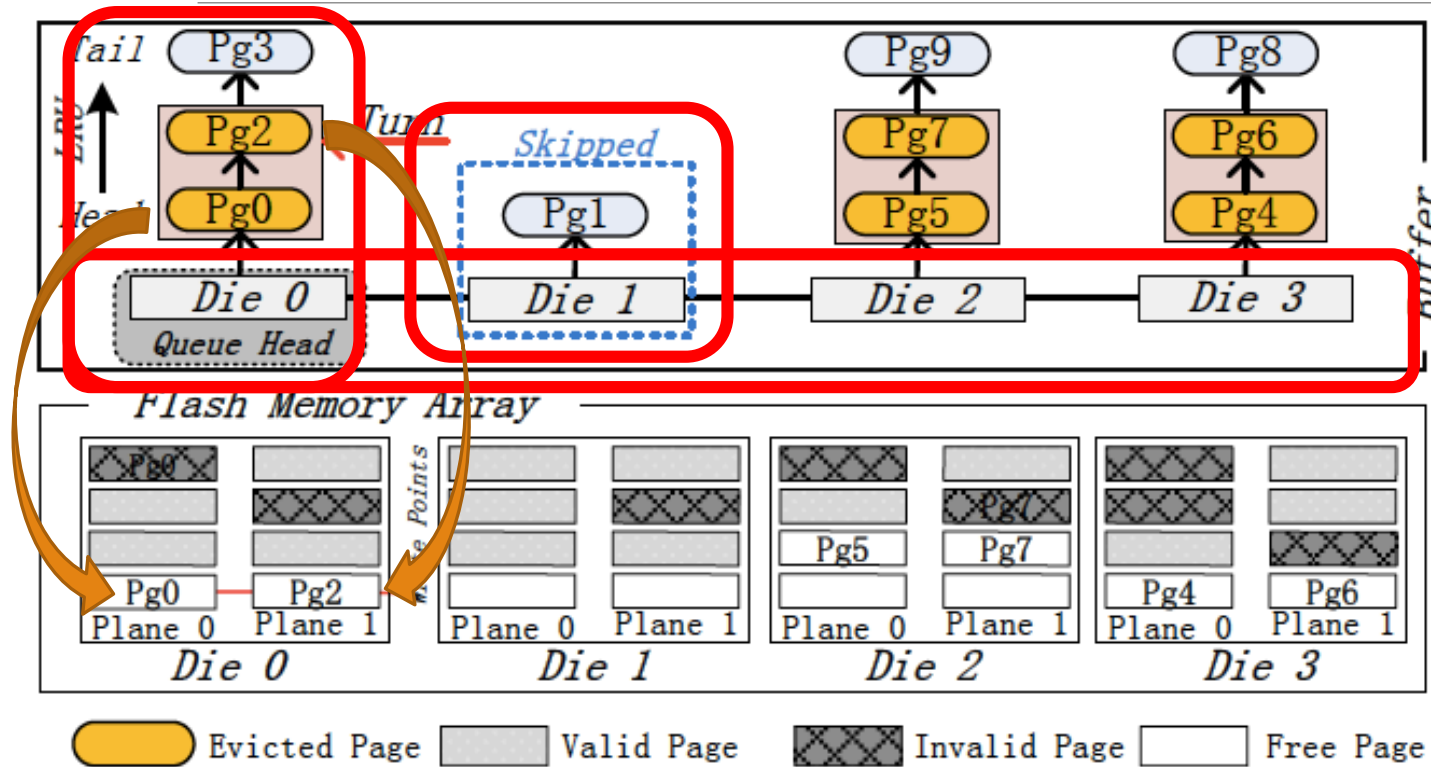 Tail
Pg3
Pg9
Pg8
LRU
Pg2
Turn
Skipped
Pg7
Pg6
Head
Pg0
Pg1
Pg5
Pg4
Buffer
Die 0
Die 1
Die 2
Die 3
Queue Head
Flash Memory Array
Pg0
Points
Pg7
Pg5
Pg7
Pg0
Pg2
Pg4
Pg6
Plane 0
Plane 1
Plane 0
Plane 1
Plane 0
Plane 1
Plane 0
Plane 1
Die 0
Die 1
Die 2
Die 3
Evicted Page
Valid Page
Invalid Page
Free Page